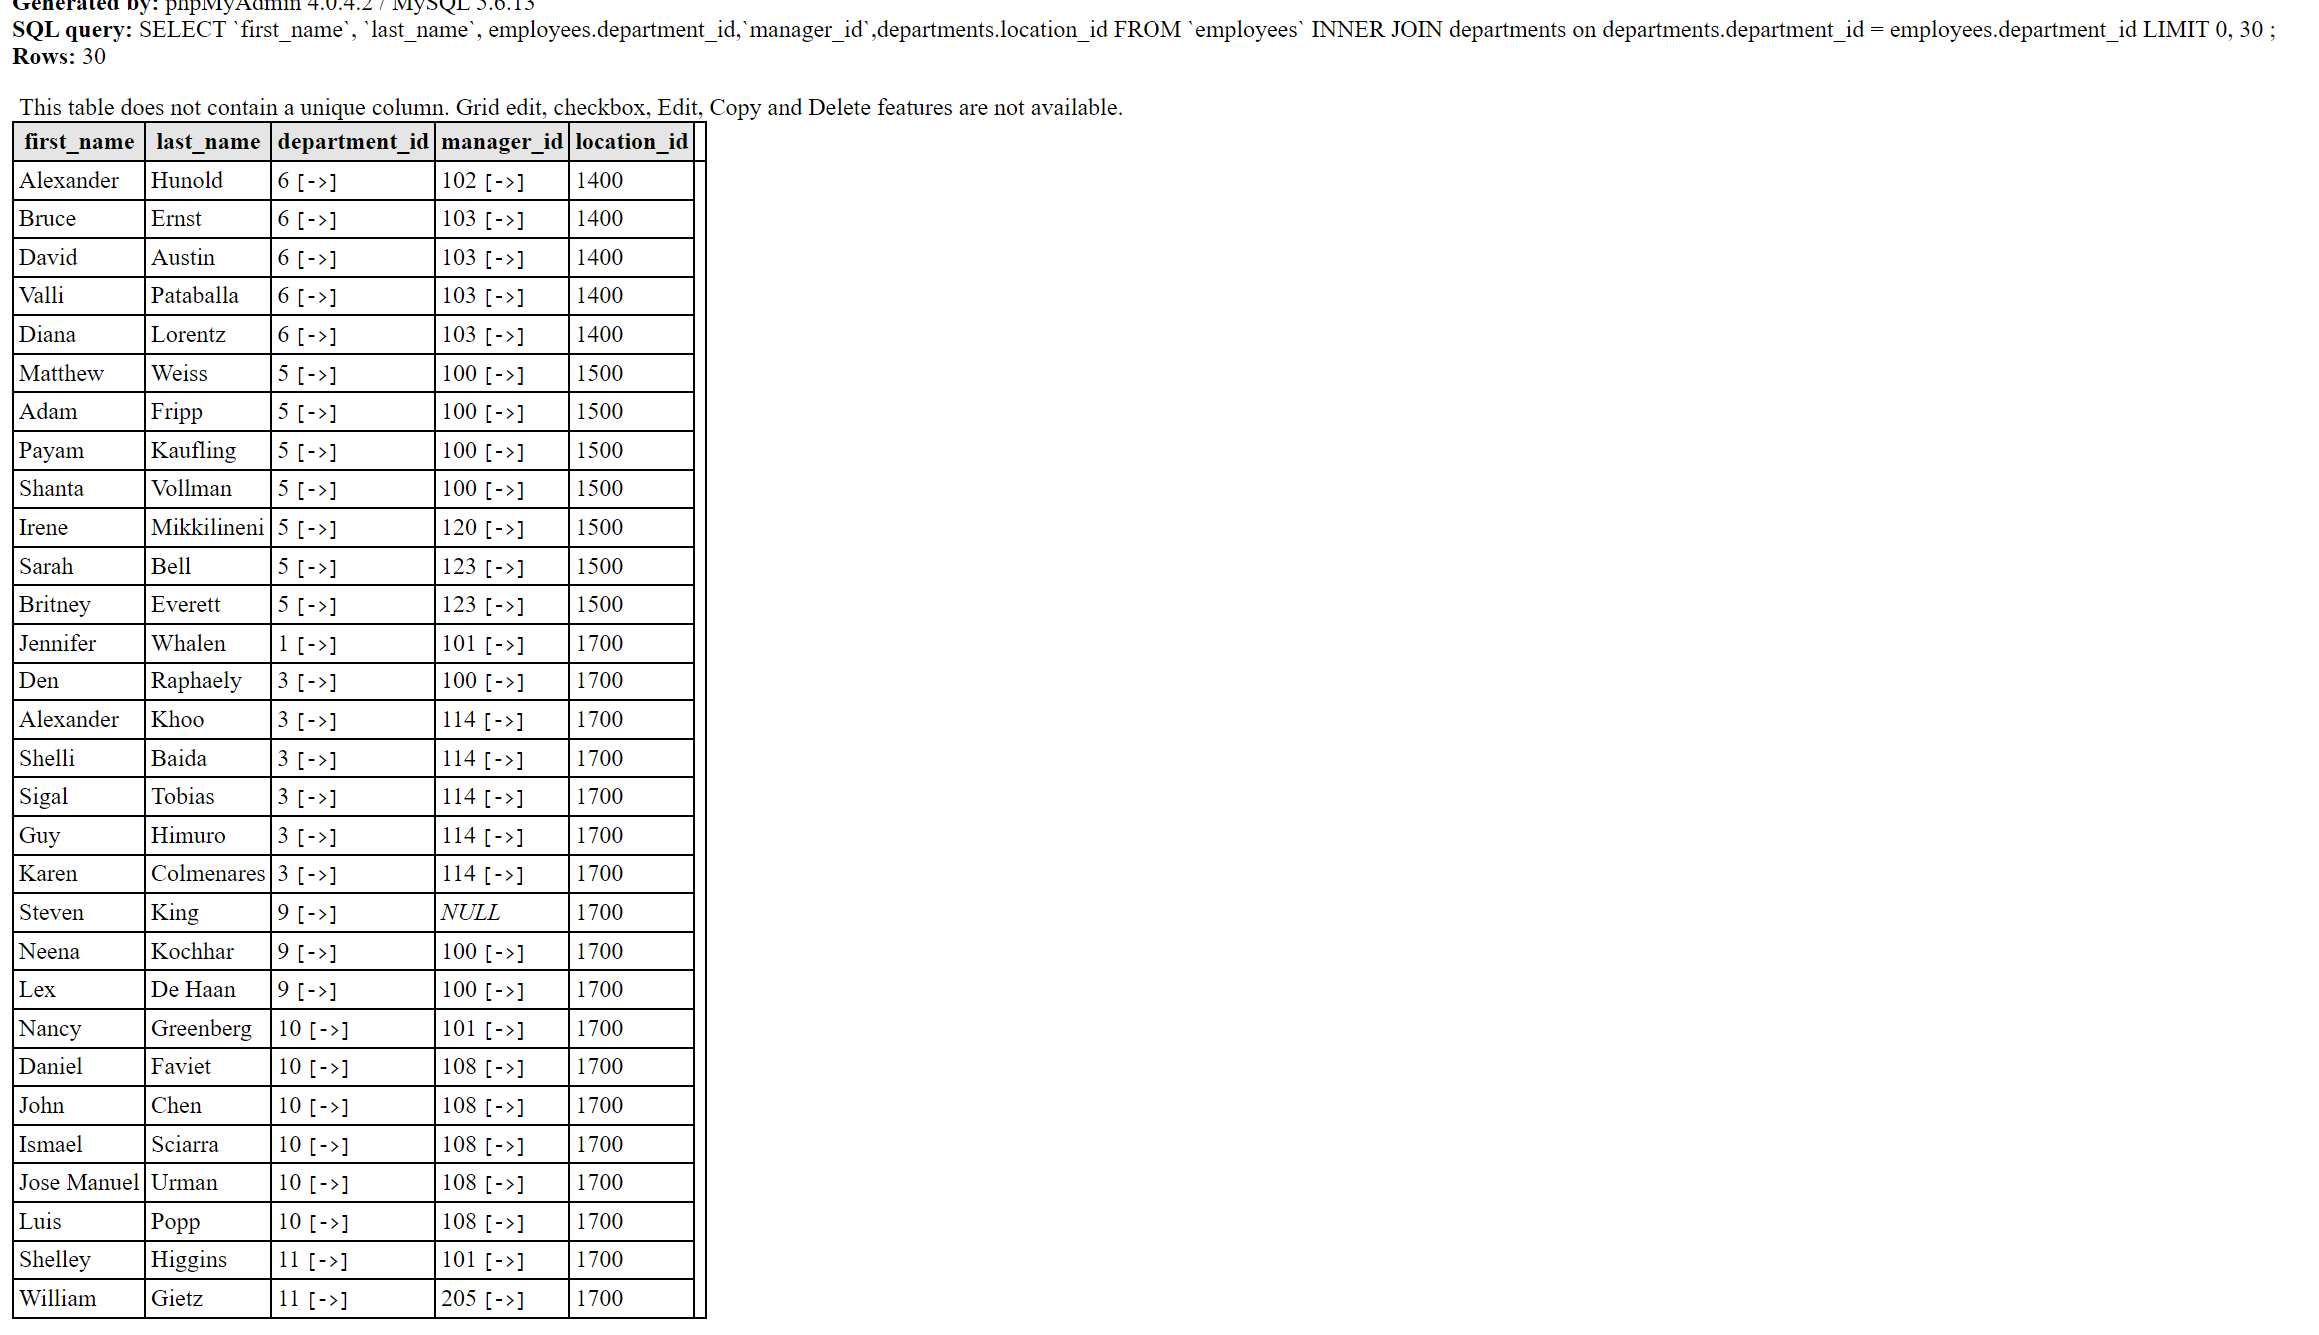 Generated by: phpMyAdmin 4.0.4.2 / MySQL 5.6.13
SQL query: SELECT `first_name`, `last_name`, employees.department_id,`manager_id`,departments.location_id FROM `employees` INNER JOIN departments on departments.department_id = employees.department_id LIMIT 0, 30 ;
Rows: 30
This table does not contain a unique column. Grid edit, checkbox, Edit, Copy and Delete features are not available.
first_name last_name department_id manager_id location_id
Alexander Hunold 6 [->] 102 [->] 1400
Bruce Ernst 6 [->] 103 [->] 1400
David Austin 6 [->] 103 [->] 1400
Valli Pataballa 6 [->] 103 [->] 1400
Diana Lorentz 6 [->] 103 [->] 1400
Matthew Weiss 5 [->] 100 [->] 1500
Adam Fripp 5 [->] 100 [->] 1500
Payam Kaufling 5 [->] 100 [->] 1500
Shanta Vollman 5 [->] 100 [->] 1500
Irene Mikkilineni 5 [->] 120 [->] 1500
Sarah Bell 5 [->] 123 [->] 1500
Britney Everett 5 [->] 123 [->] 1500
Jennifer Whalen 1 [->] 101 [->] 1700
Den Raphaely 3 [->] 100 [->] 1700
Alexander Khoo 3 [->] 114 [->] 1700
Shelli Baida 3 [->] 114 [->] 1700
Sigal Tobias 3 [->] 114 [->] 1700
Guy Himuro 3 [->] 114 [->] 1700
Karen Colmenares 3 [->] 114 [->] 1700
Steven King 9 [->] NULL 1700
Neena Kochhar 9 [->] 100 [->] 1700
Lex De Haan 9 [->] 100 [->] 1700
Nancy Greenberg 10 [->] 101 [->] 1700
Daniel Faviet 10 [->] 108 [->] 1700
John Chen 10 [->] 108 [->] 1700
Ismael Sciarra 10 [->] 108 [->] 1700
Jose Manuel Urman 10 [->] 108 [->] 1700
Luis Popp 10 [->] 108 [->] 1700
Shelley Higgins 11 [->] 101 [->] 1700
William Gietz 11 [->] 205 [->] 1700